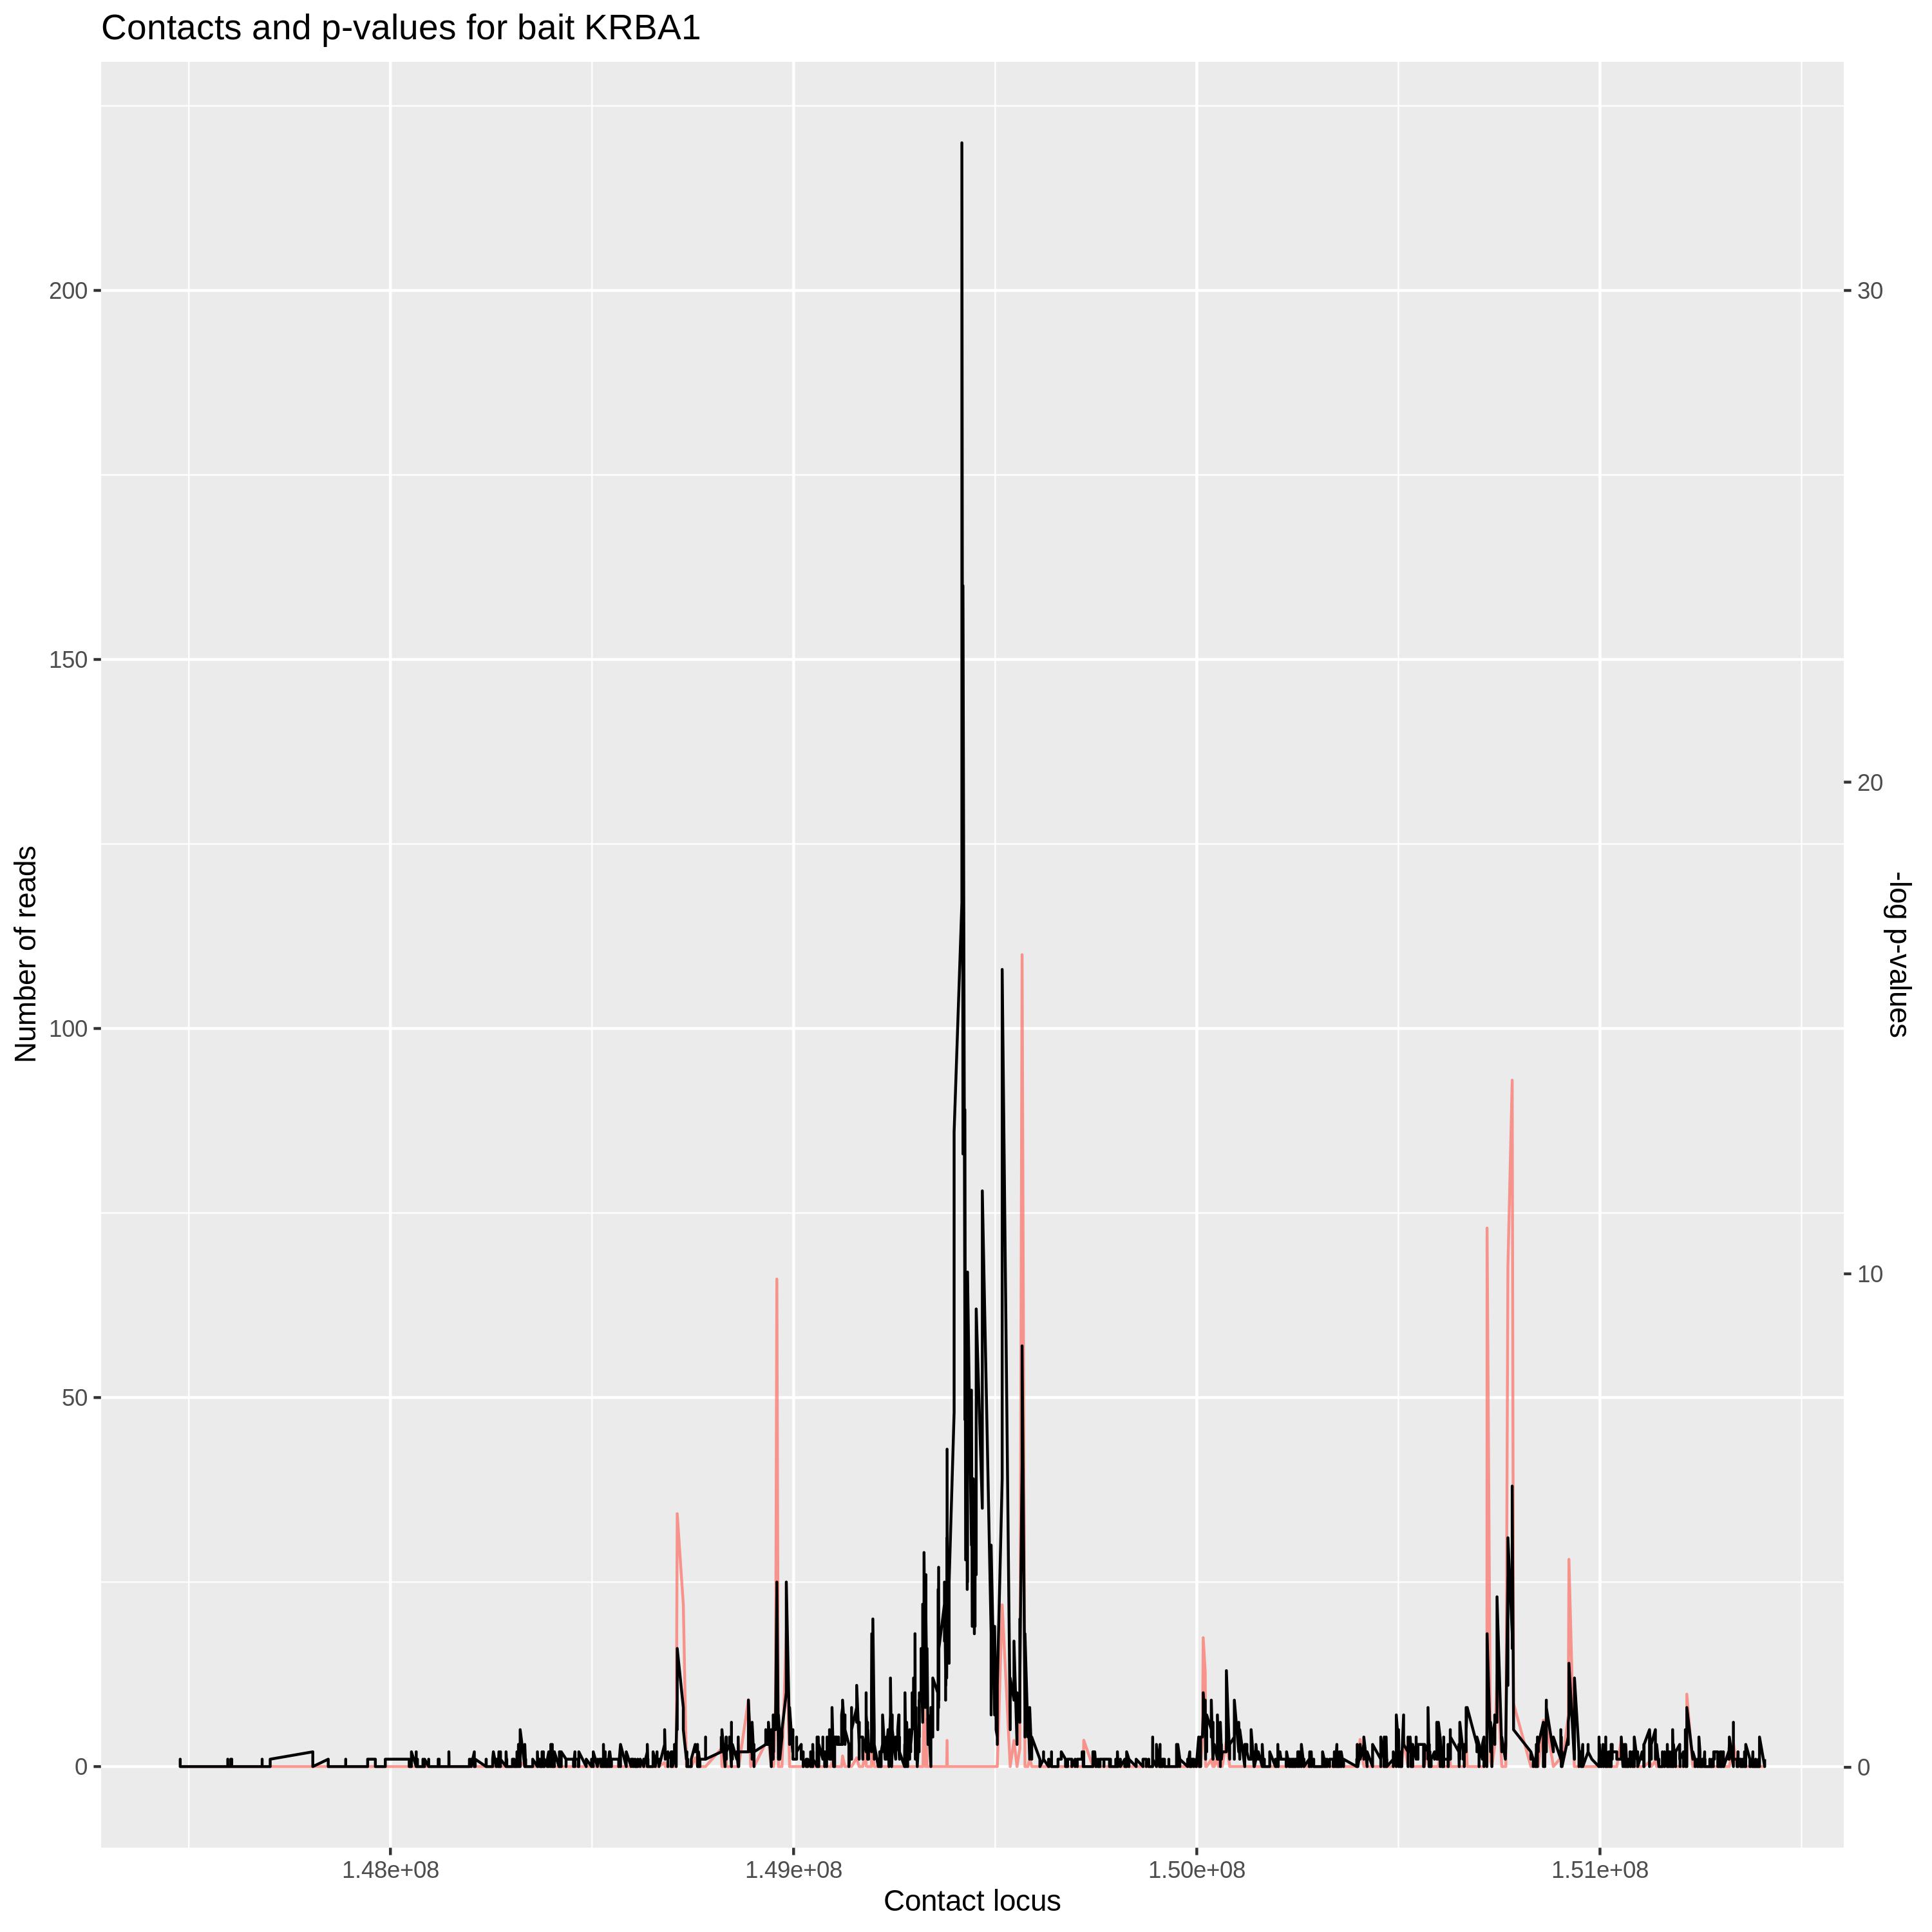 Contacts and p-values for bait KRBA1
Number of reads
200
150
100
50
0
30
20
10
0
-log p-values
1.48e+08
1.49e+08
1.50e+08
1.51e+08
Contact locus